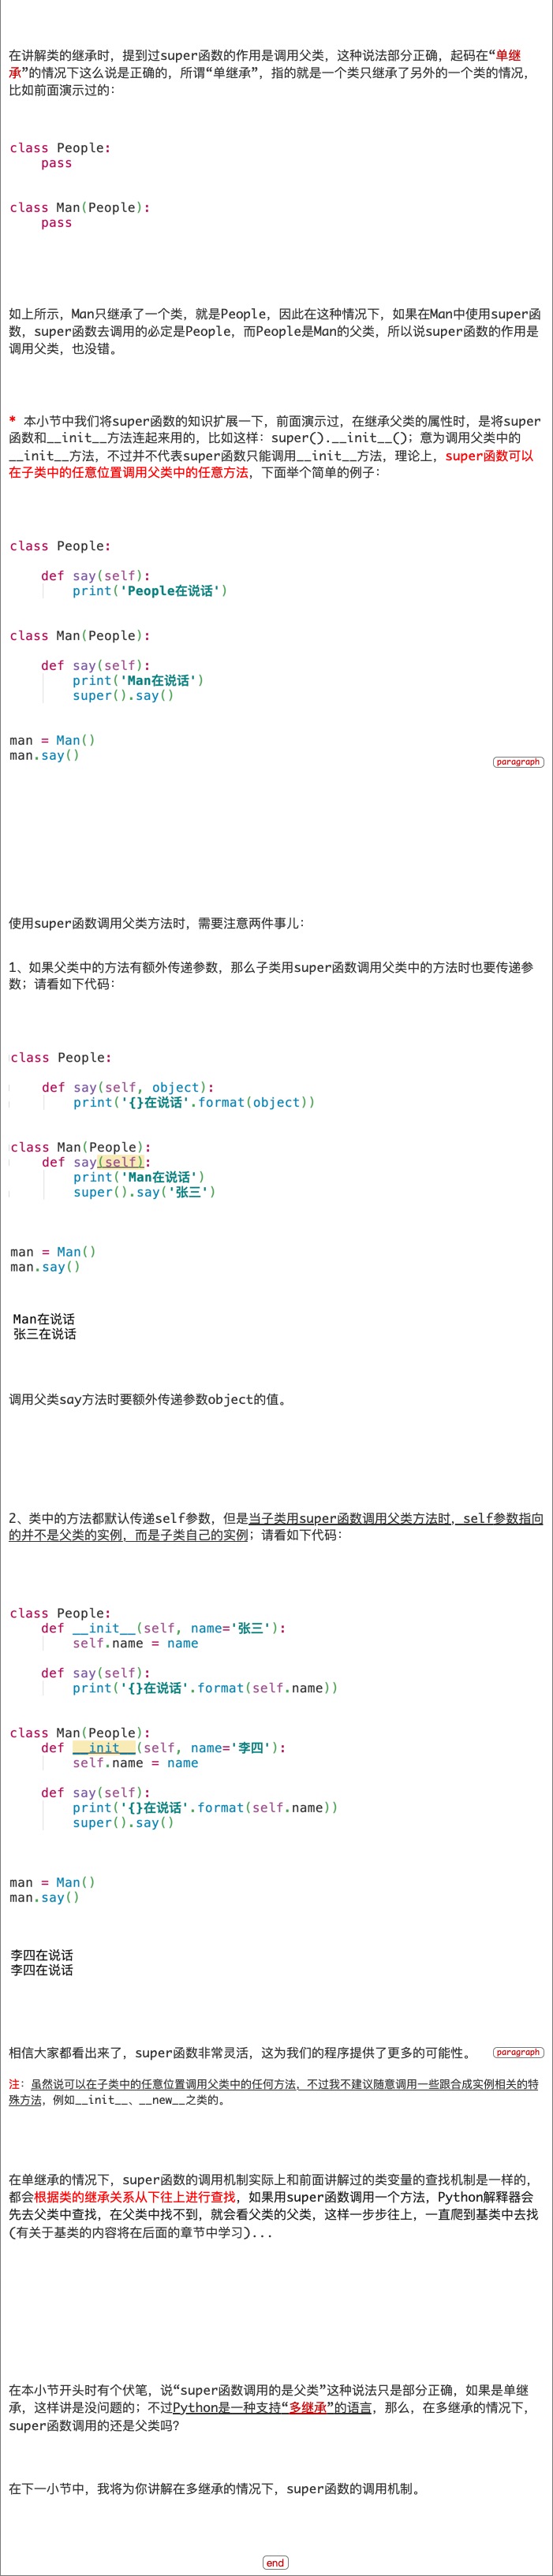 在讲解类的继承时，提到过super函数的作用是调用父类，这种说法部分正确，起码在“单继
承”的情况下这么说是正确的，所谓“单继承”，指的就是一个类只继承了另外的一个类的情况，
比如前面演示过的：
class People:
    pass
class Man(People):
    pass
如上所示，Man只继承了一个类，就是People，因此在这种情况下，如果在Man中使用super函
数，super函数去调用的必定是People，而People是Man的父类，所以说super函数的作用是
调用父类，也没错。
* 本小节中我们将super函数的知识扩展一下，前面演示过，在继承父类的属性时，是将super
函数和__init__方法连起来用的，比如这样：super().__init__()；意为调用父类中的
__init__方法，不过并不代表super函数只能调用__init__方法，理论上，super函数可以
在子类中的任意位置调用父类中的任意方法，下面举个简单的例子：
class People:
    def say(self):
        print('People在说话')
class Man(People):
    def say(self):
        print('Man在说话')
        super().say()
man = Man()
man.say()
paragraph
使用super函数调用父类方法时，需要注意两件事儿：
1、如果父类中的方法有额外传递参数，那么子类用super函数调用父类中的方法时也要传递参
数；请看如下代码：
class People:
    def say(self, object):
        print('{}在说话'.format(object))
class Man(People):
    def say(self):
        print('Man在说话')
        super().say('张三')
man = Man()
man.say()
Man在说话
张三在说话
调用父类say方法时要额外传递参数object的值。
2、类中的方法都默认传递self参数，但是当子类用super函数调用父类方法时，self参数指向
的并不是父类的实例，而是子类自己的实例；请看如下代码：
class People:
    def __init__(self, name='张三'):
        self.name = name
    def say(self):
        print('{}在说话'.format(self.name))
class Man(People):
    def __init__(self, name='李四'):
        self.name = name
    def say(self):
        print('{}在说话'.format(self.name))
        super().say()
man = Man()
man.say()
李四在说话
李四在说话
相信大家都看出来了，super函数非常灵活，这为我们的程序提供了更多的可能性。
paragraph
注：虽然说可以在子类中的任意位置调用父类中的任何方法，不过我不建议随意调用一些跟合成实例相关的特
殊方法，例如__init__、__new__之类的。
在单继承的情况下，super函数的调用机制实际上和前面讲解过的类变量的查找机制是一样的，
都会根据类的继承关系从下往上进行查找，如果用super函数调用一个方法，Python解释器会
先去父类中查找，在父类中找不到，就会看父类的父类，这样一步步往上，一直爬到基类中去找
(有关于基类的内容将在后面的章节中学习)...
在本小节开头时有个伏笔，说“super函数调用的是父类”这种说法只是部分正确，如果是单继
承，这样讲是没问题的；不过Python是一种支持“多继承”的语言，那么，在多继承的情况下，
super函数调用的还是父类吗?
在下一小节中，我将为你讲解在多继承的情况下，super函数的调用机制。
end